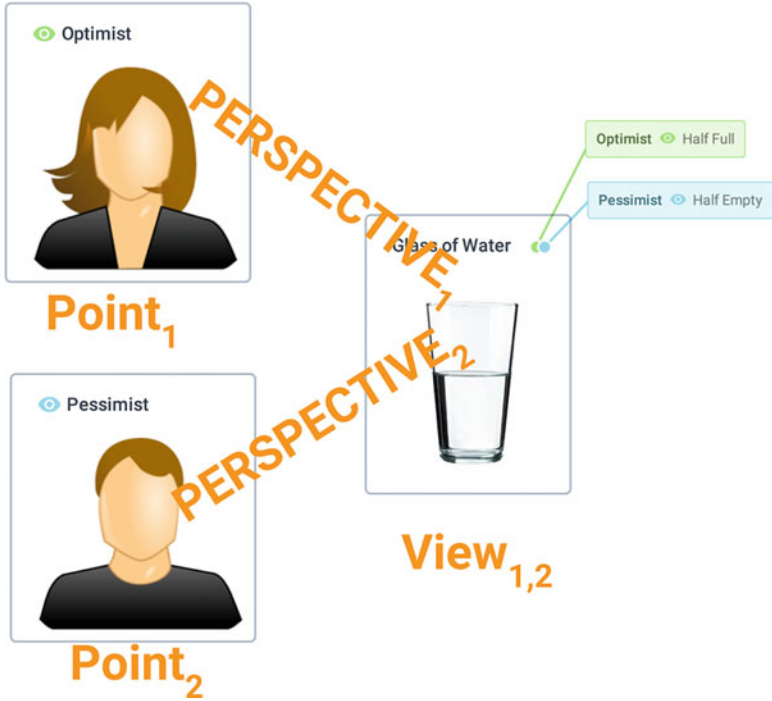 Optimist
PERSPECTIVE₁
Optimist Half Full
Pessimist Half Empty
Glass of Water
Point₁
PERSPECTIVE₂
Pessimist
View₁,₂
Point₂